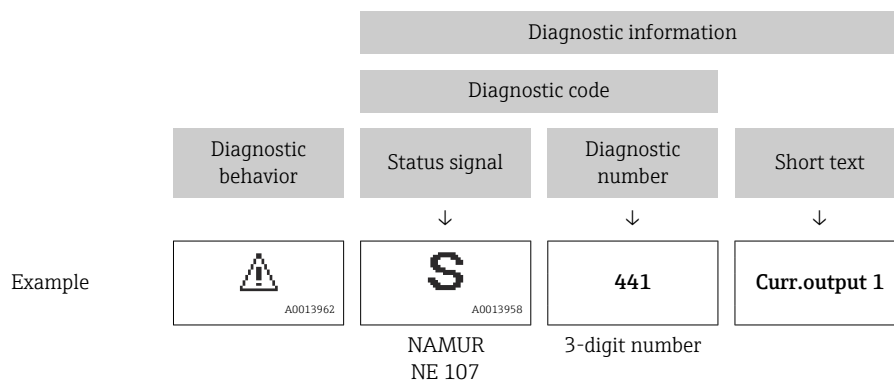 Diagnostic information
Diagnostic code
Diagnostic
behavior
Status signal
Diagnostic
number
Short text
↓ ↓ ↓
Example
⚠
A0013962
S
A0013958
441
Curr.output 1
NAMUR
NE 107
3-digit number